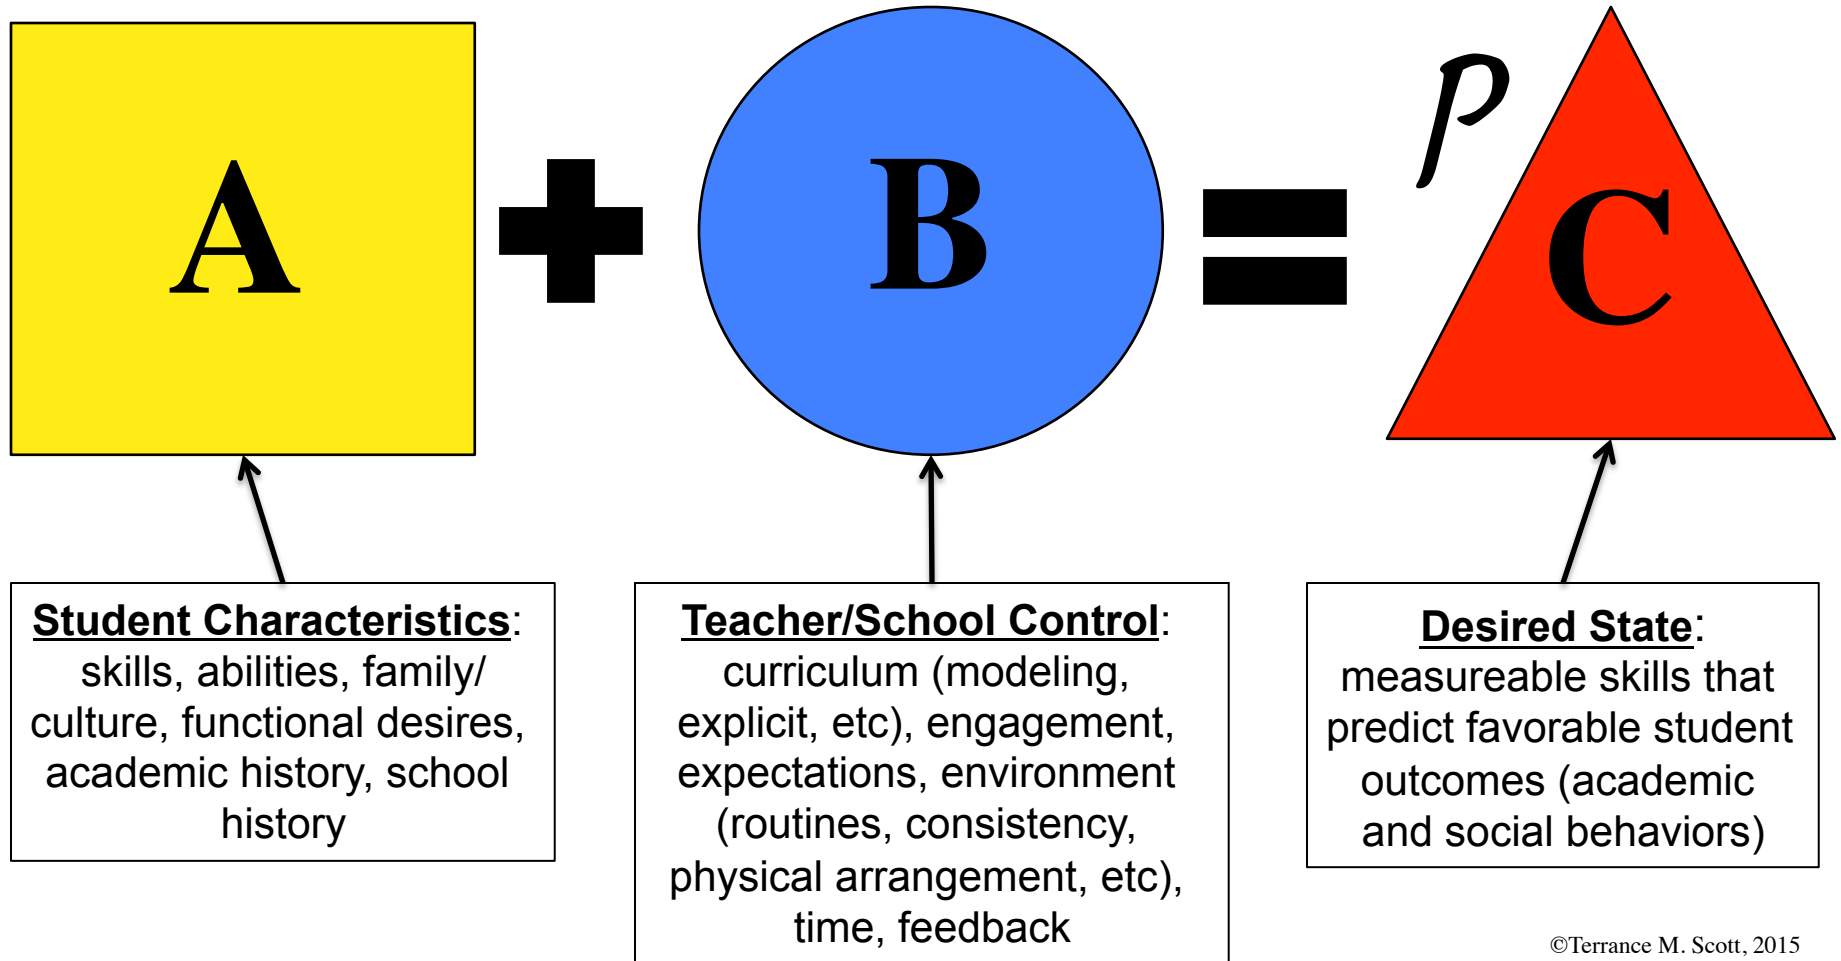 A
B
p
C
Student Characteristics:
skills, abilities, family/
culture, functional desires,
academic history, school
history
Teacher/School Control:
curriculum (modeling,
explicit, etc), engagement,
expectations, environment
(routines, consistency,
physical arrangement, etc),
time, feedback
Desired State:
measureable skills that
predict favorable student
outcomes (academic
and social behaviors)
©Terrance M. Scott, 2015